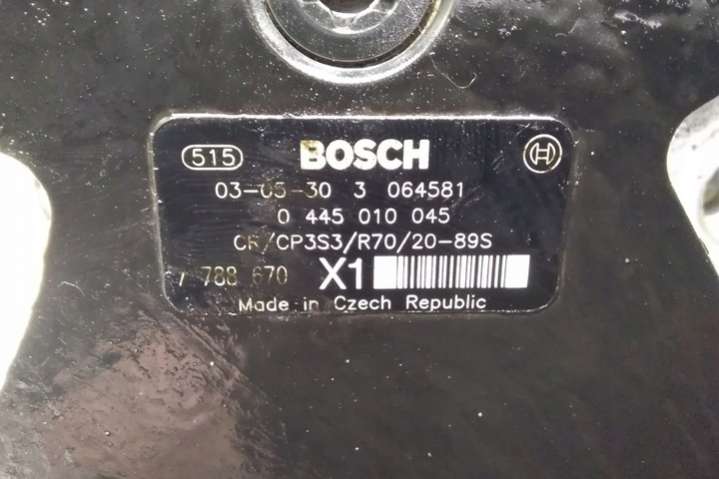 515 BOSCH
03-05-30 3 064581
0 445 010 045
CR/CP3S3/R70/20-89S
7 788 670 X1
Made in Czech Republic